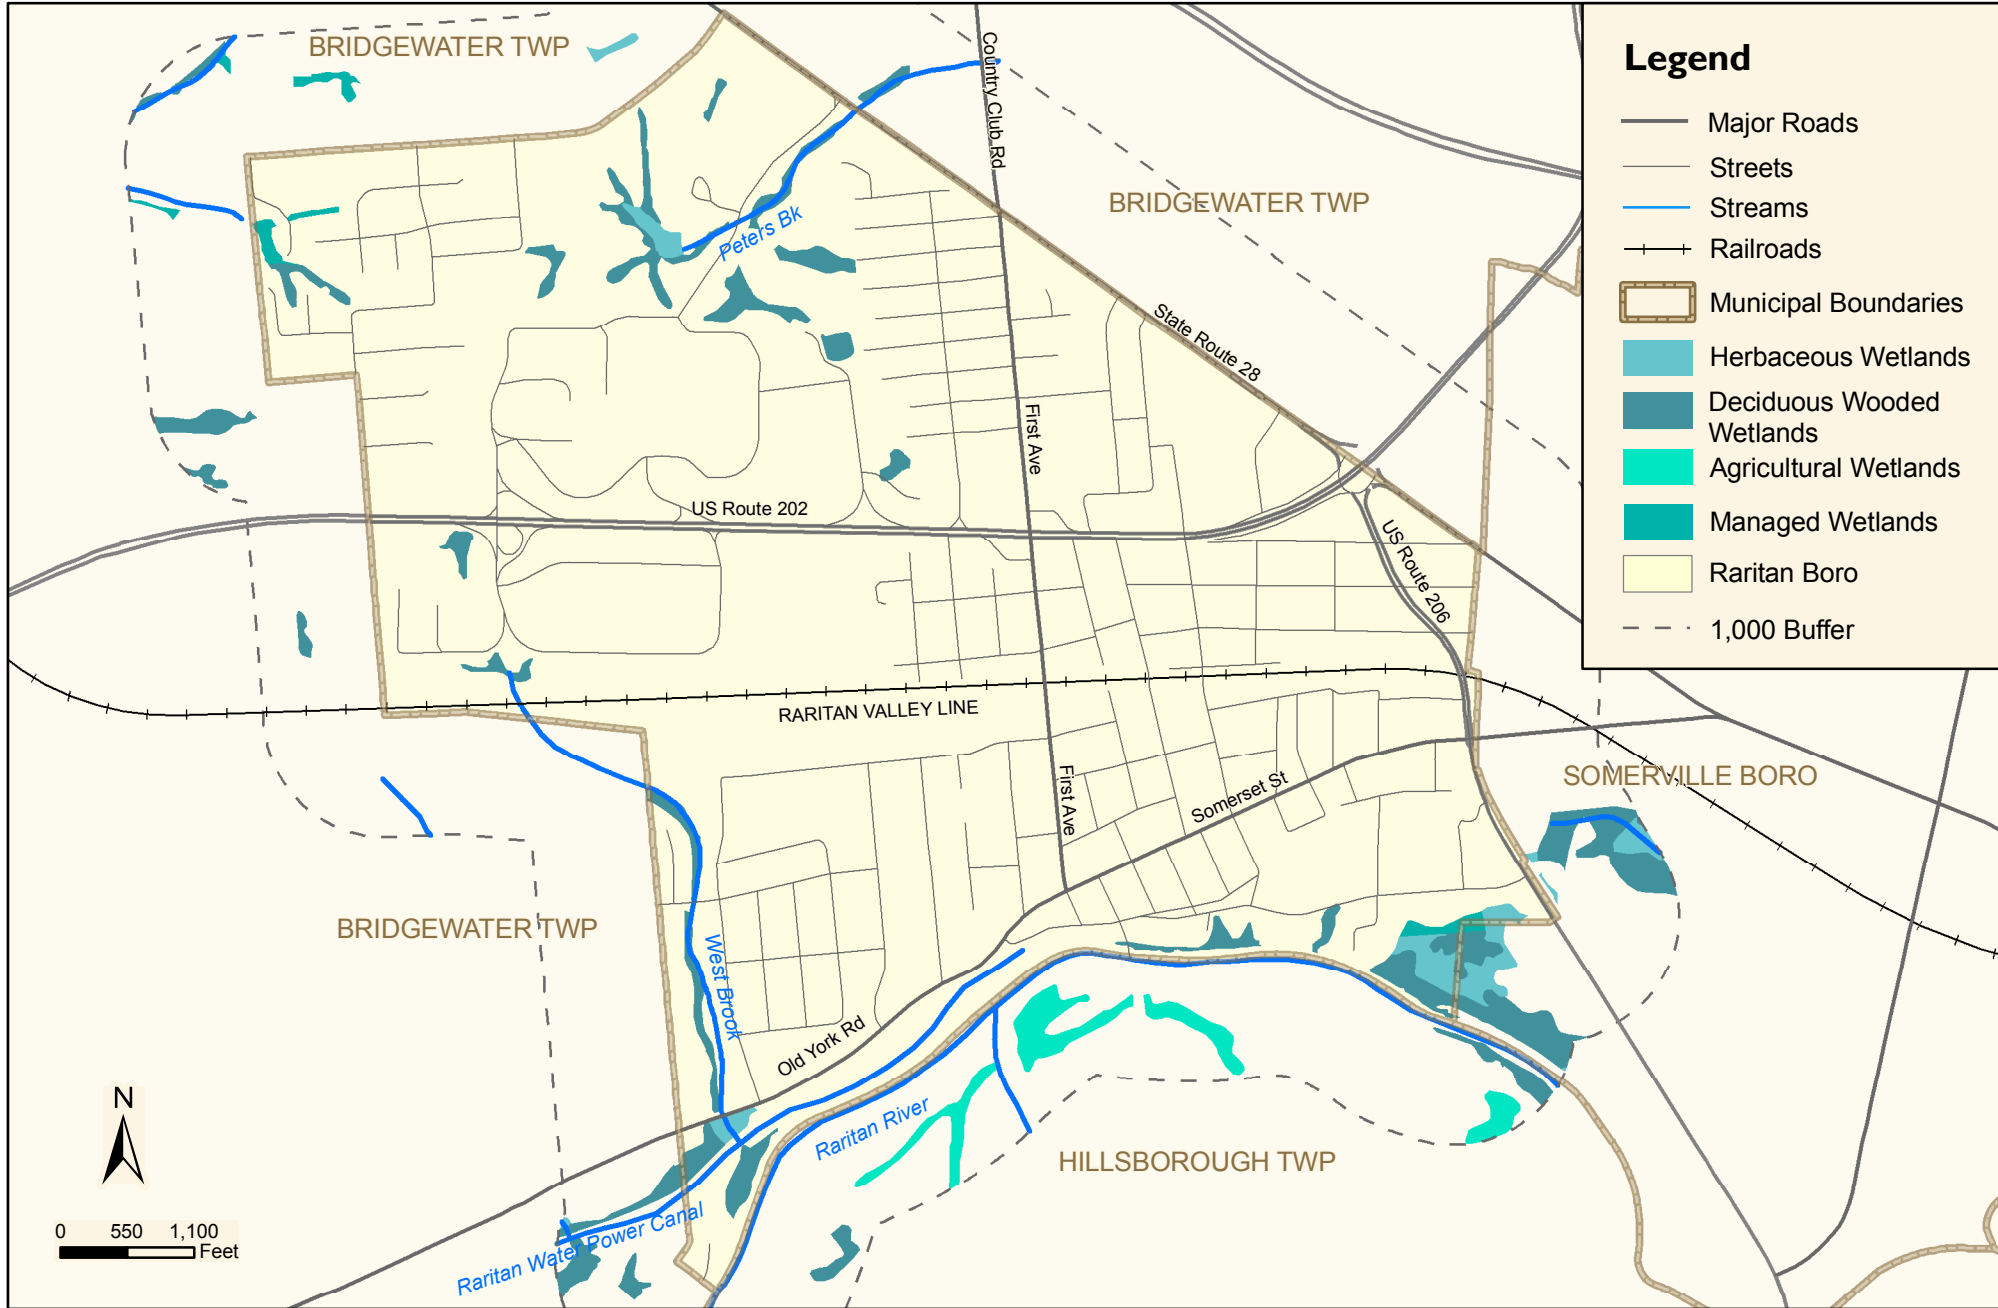 BRIDGEWATER TWP
Country Club Rd
BRIDGEWATER TWP
Peters Bk
State Route 28
First Ave
US Route 202
US Route 206
RARITAN VALLEY LINE
First Ave
Somerset St
SOMERVILLE BORO
BRIDGEWATER TWP
West Brook
Old York Rd
Raritan River
HILLSBOROUGH TWP
Raritan Water Power Canal
N
0 550 1,100
Feet
Legend
Major Roads
Streets
Streams
Railroads
Municipal Boundaries
Herbaceous Wetlands
Deciduous Wooded
Wetlands
Agricultural Wetlands
Managed Wetlands
Raritan Boro
1,000 Buffer